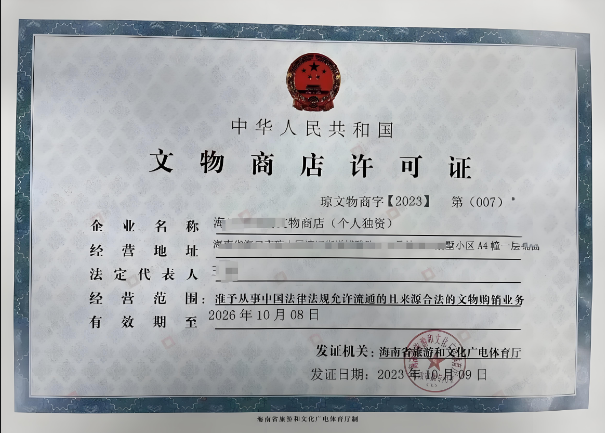 中华人民共和国
文物商店许可证
琼文物商字【2023】 第（007）
企业名称 海 文物商店（个人独资）
经营地址 墅小区A4幢一层
法定代表人 王
经营范围：准予从事中国法律法规允许流通的且来源合法的文物购销业务
有效期至 2026年10月08日
发证机关：海南省旅游和文化广电体育厅
发证日期：2023年10月09日
海南省旅游和文化广电体育厅制